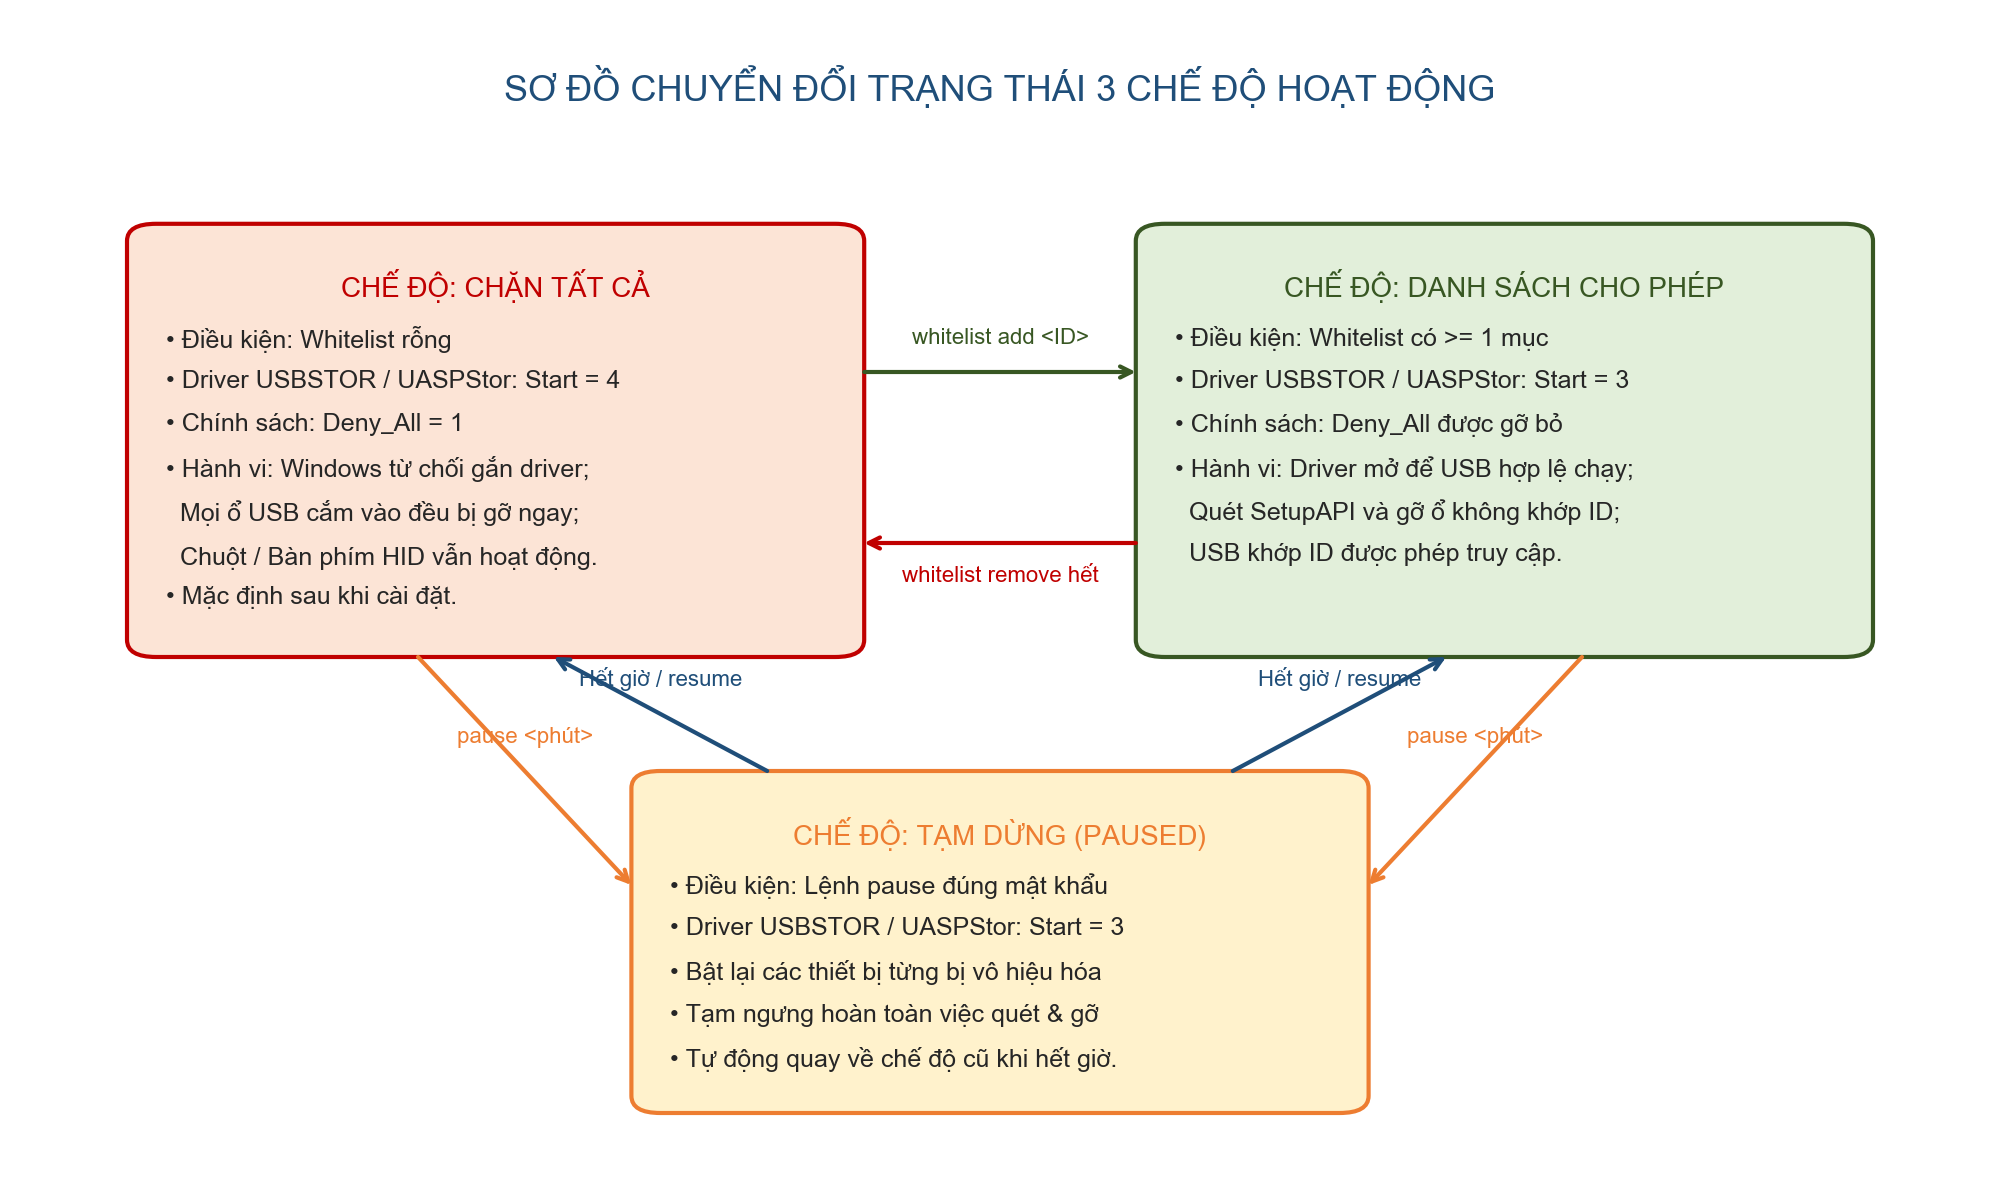 SƠ ĐỒ CHUYỂN ĐỔI TRẠNG THÁI 3 CHẾ ĐỘ HOẠT ĐỘNG
CHẾ ĐỘ: CHẶN TẤT CẢ
• Điều kiện: Whitelist rỗng
• Driver USBSTOR / UASPStor: Start = 4
• Chính sách: Deny_All = 1
• Hành vi: Windows từ chối gắn driver;
Mọi ổ USB cắm vào đều bị gỡ ngay;
Chuột / Bàn phím HID vẫn hoạt động.
• Mặc định sau khi cài đặt.
whitelist add <ID>
whitelist remove hết
CHẾ ĐỘ: DANH SÁCH CHO PHÉP
• Điều kiện: Whitelist có >= 1 mục
• Driver USBSTOR / UASPStor: Start = 3
• Chính sách: Deny_All được gỡ bỏ
• Hành vi: Driver mở để USB hợp lệ chạy;
Quét SetupAPI và gỡ ổ không khớp ID;
USB khớp ID được phép truy cập.
Hết giờ / resume
Hết giờ / resume
pause <phút>
pause <phút>
CHẾ ĐỘ: TẠM DỪNG (PAUSED)
• Điều kiện: Lệnh pause đúng mật khẩu
• Driver USBSTOR / UASPStor: Start = 3
• Bật lại các thiết bị từng bị vô hiệu hóa
• Tạm ngưng hoàn toàn việc quét & gỡ
• Tự động quay về chế độ cũ khi hết giờ.